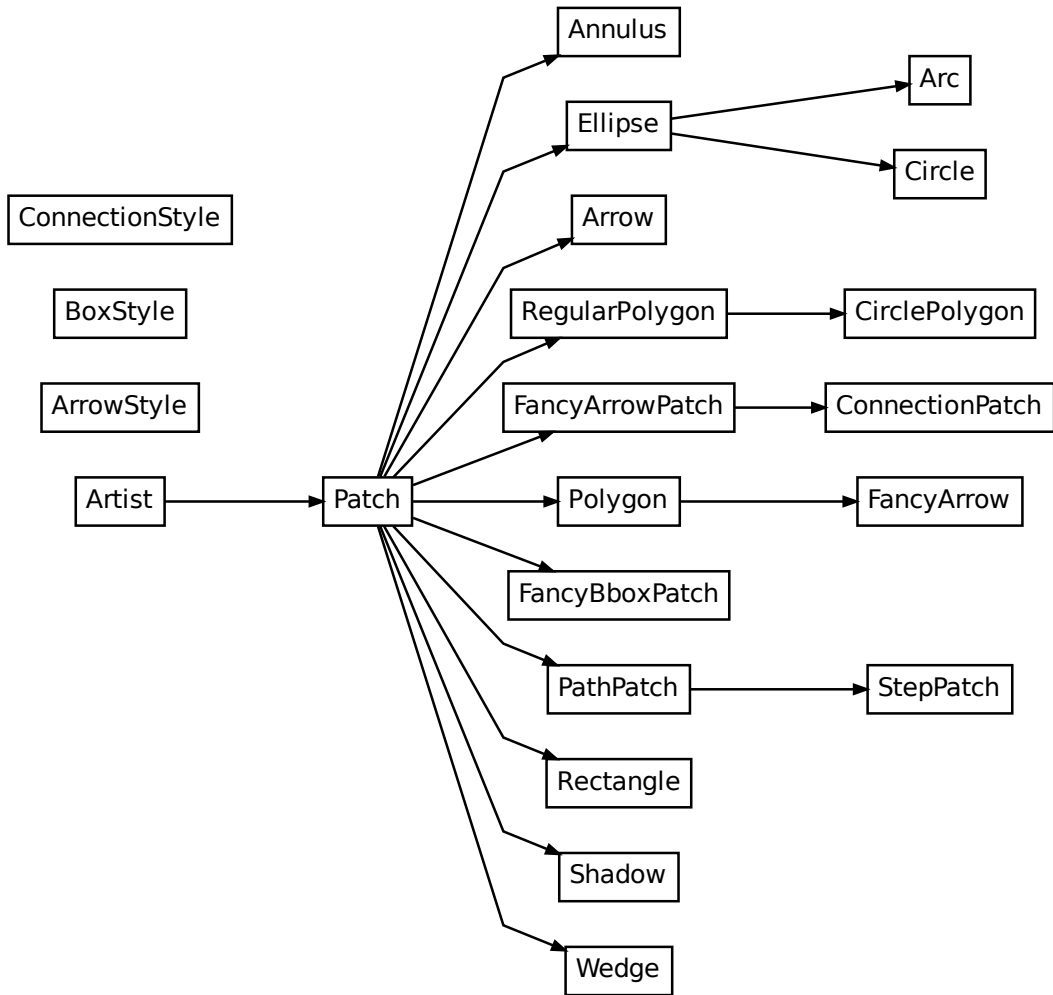 Annulus
Arc
Ellipse
Circle
ConnectionStyle
Arrow
BoxStyle
RegularPolygon
CirclePolygon
ArrowStyle
FancyArrowPatch
ConnectionPatch
Artist
Patch
Polygon
FancyArrow
FancyBboxPatch
PathPatch
StepPatch
Rectangle
Shadow
Wedge